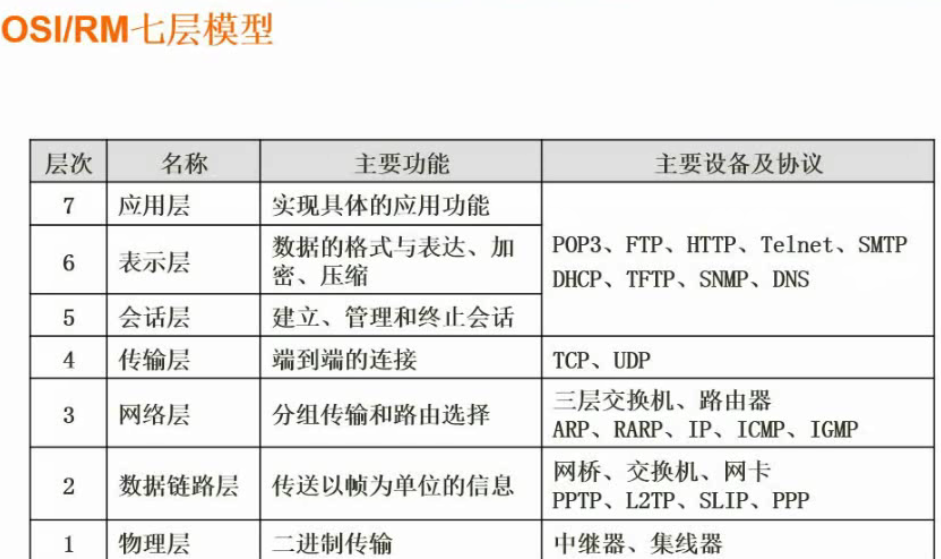 OSI/RM七层模型
层次 名称 主要功能 主要设备及协议
7 应用层 实现具体的应用功能
6 表示层 数据的格式与表达、加
密、压缩
5 会话层 建立、管理和终止会话
POP3、FTP、HTTP、Telnet、SMTP
DHCP、TFTP、SNMP、DNS
4 传输层 端到端的连接 TCP、UDP
3 网络层 分组传输和路由选择 三层交换机、路由器
ARP、RARP、IP、ICMP、IGMP
2 数据链路层 传送以帧为单位的信息 网桥、交换机、网卡
PPTP、L2TP、SLIP、PPP
1 物理层 二进制传输 中继器、集线器